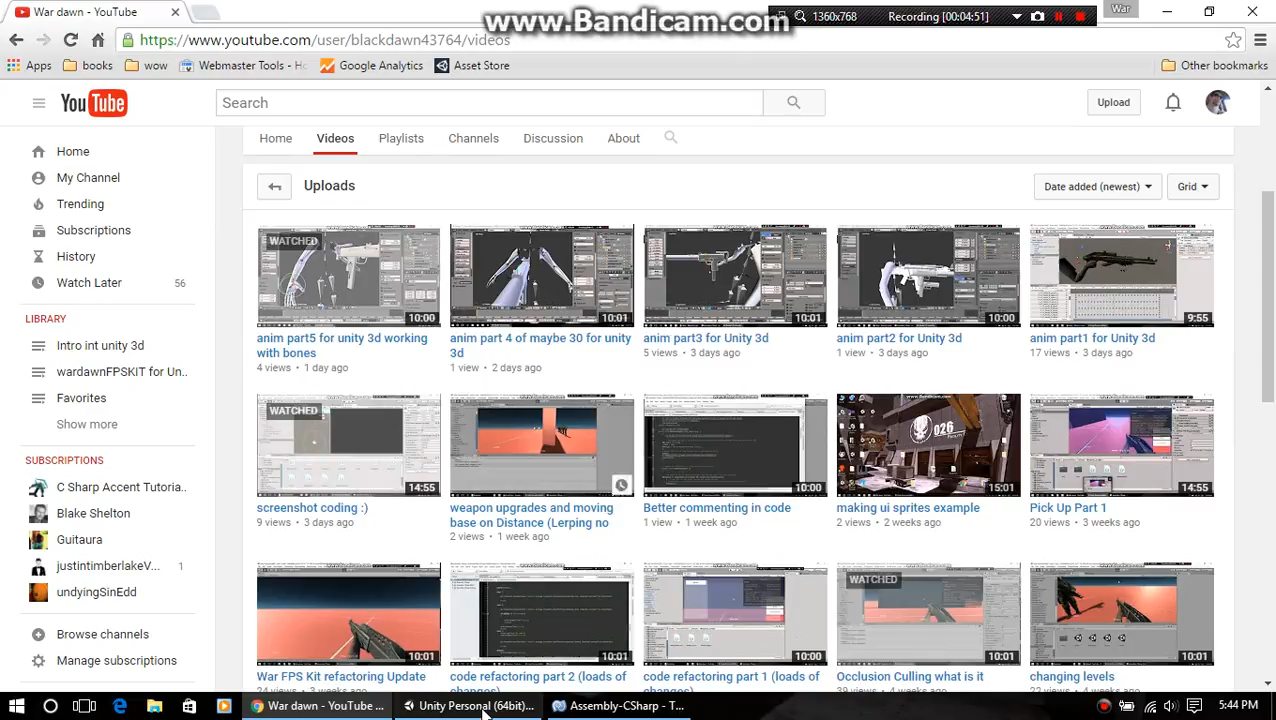 War dawn - YouTube
www.Bandicam.com
1360x768
Recording [00:04:51]
War
https://www.youtube.com/user/blackdawn43764/videos
Apps
books
wow
Webmaster Tools - Ho
Google Analytics
Asset Store
Other bookmarks
YouTube
Search
Upload
Home
Videos
Playlists
Channels
Discussion
About
Home
My Channel
Trending
Subscriptions
History
Watch Later
56
LIBRARY
Intro int unity 3d
wardawnFPSKIT for Un..
Favorites
Show more
SUBSCRIPTIONS
C Sharp Access Tutoria..
Blake Shelton
Guitaura
justintimberlakeV...
1
UndyingSinEdd
Browse channels
Manage subscriptions
Uploads
Date added (newest)
Grid
WATCHED
10:00
10:01
10:01
10:00
9:55
anim part5 for unity 3d working
with bones
4 views • 1 day ago
anim part 4 of maybe 30 for unity
3d
1 view • 2 days ago
anim part3 for Unity 3d
5 views • 3 days ago
anim part2 for Unity 3d
1 view • 3 days ago
anim part1 for Unity 3d
17 views • 3 days ago
WATCHED
10:00
15:01
14:55
screenshot coding :)
9 views • 3 days ago
weapon upgrades and moving
base on Distance (Lerping no
2 views • 1 week ago
Better commenting in code
1 view • 1 week ago
making ui sprites example
2 views • 2 weeks ago
Pick Up Part 1
20 views • 3 weeks ago
10:01
10:01
10:00
WATCHED
10:01
10:01
War FPS Kit refactoring update
code refactoring part 2 (loads of
changes)
code refactoring part 1 (loads of
changes)
Occlusion Culling what is it
changing levels
War dawn - YouTube ...
Unity Personal (64bit)...
Assembly-CSharp - T...
5:44 PM